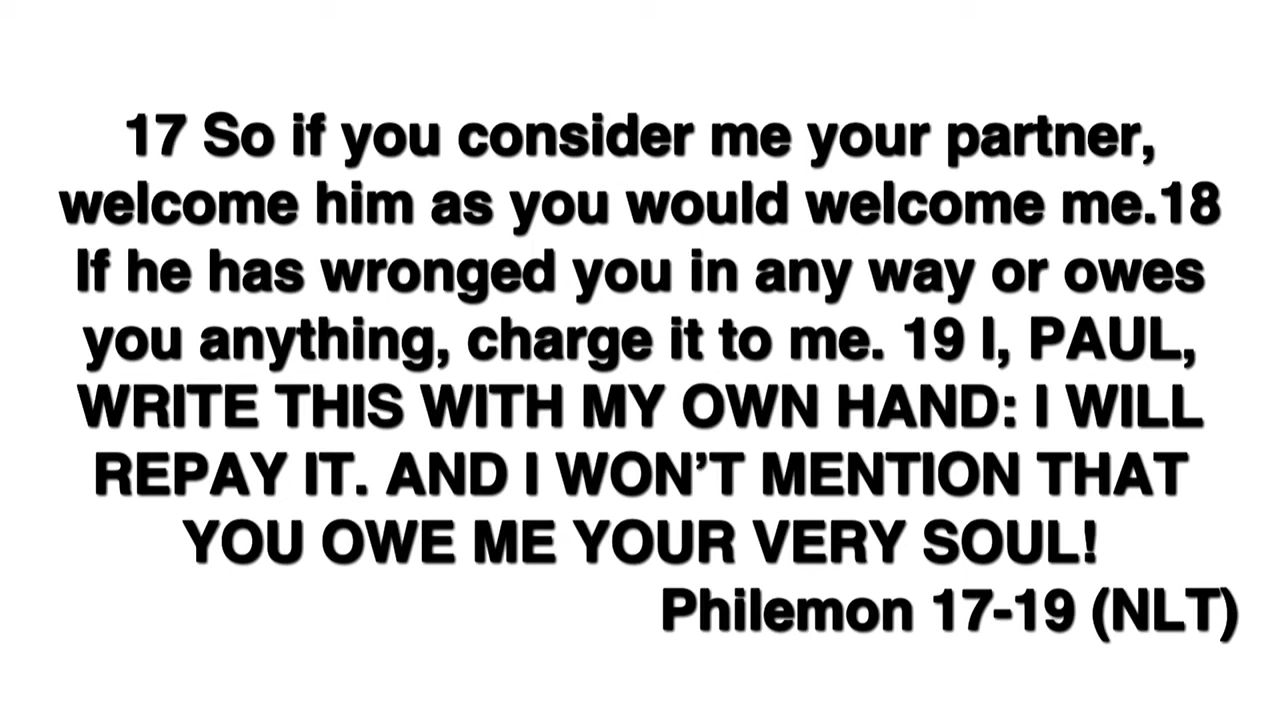 17 So if you consider me your partner,
welcome him as you would welcome me.18
If he has wronged you in any way or owes
you anything, charge it to me. 19 I, PAUL,
WRITE THIS WITH MY OWN HAND: I WILL
REPAY IT. AND I WON’T MENTION THAT
YOU OWE ME YOUR VERY SOUL!
Philemon 17-19 (NLT)